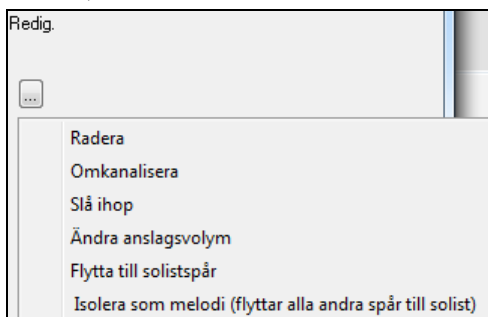 Redig.
...
Radera
Omkanalisera
Slå ihop
Ändra anslagsvolym
Flytta till solistspår
Isolera som melodi (flyttar alla andra spår till solist)